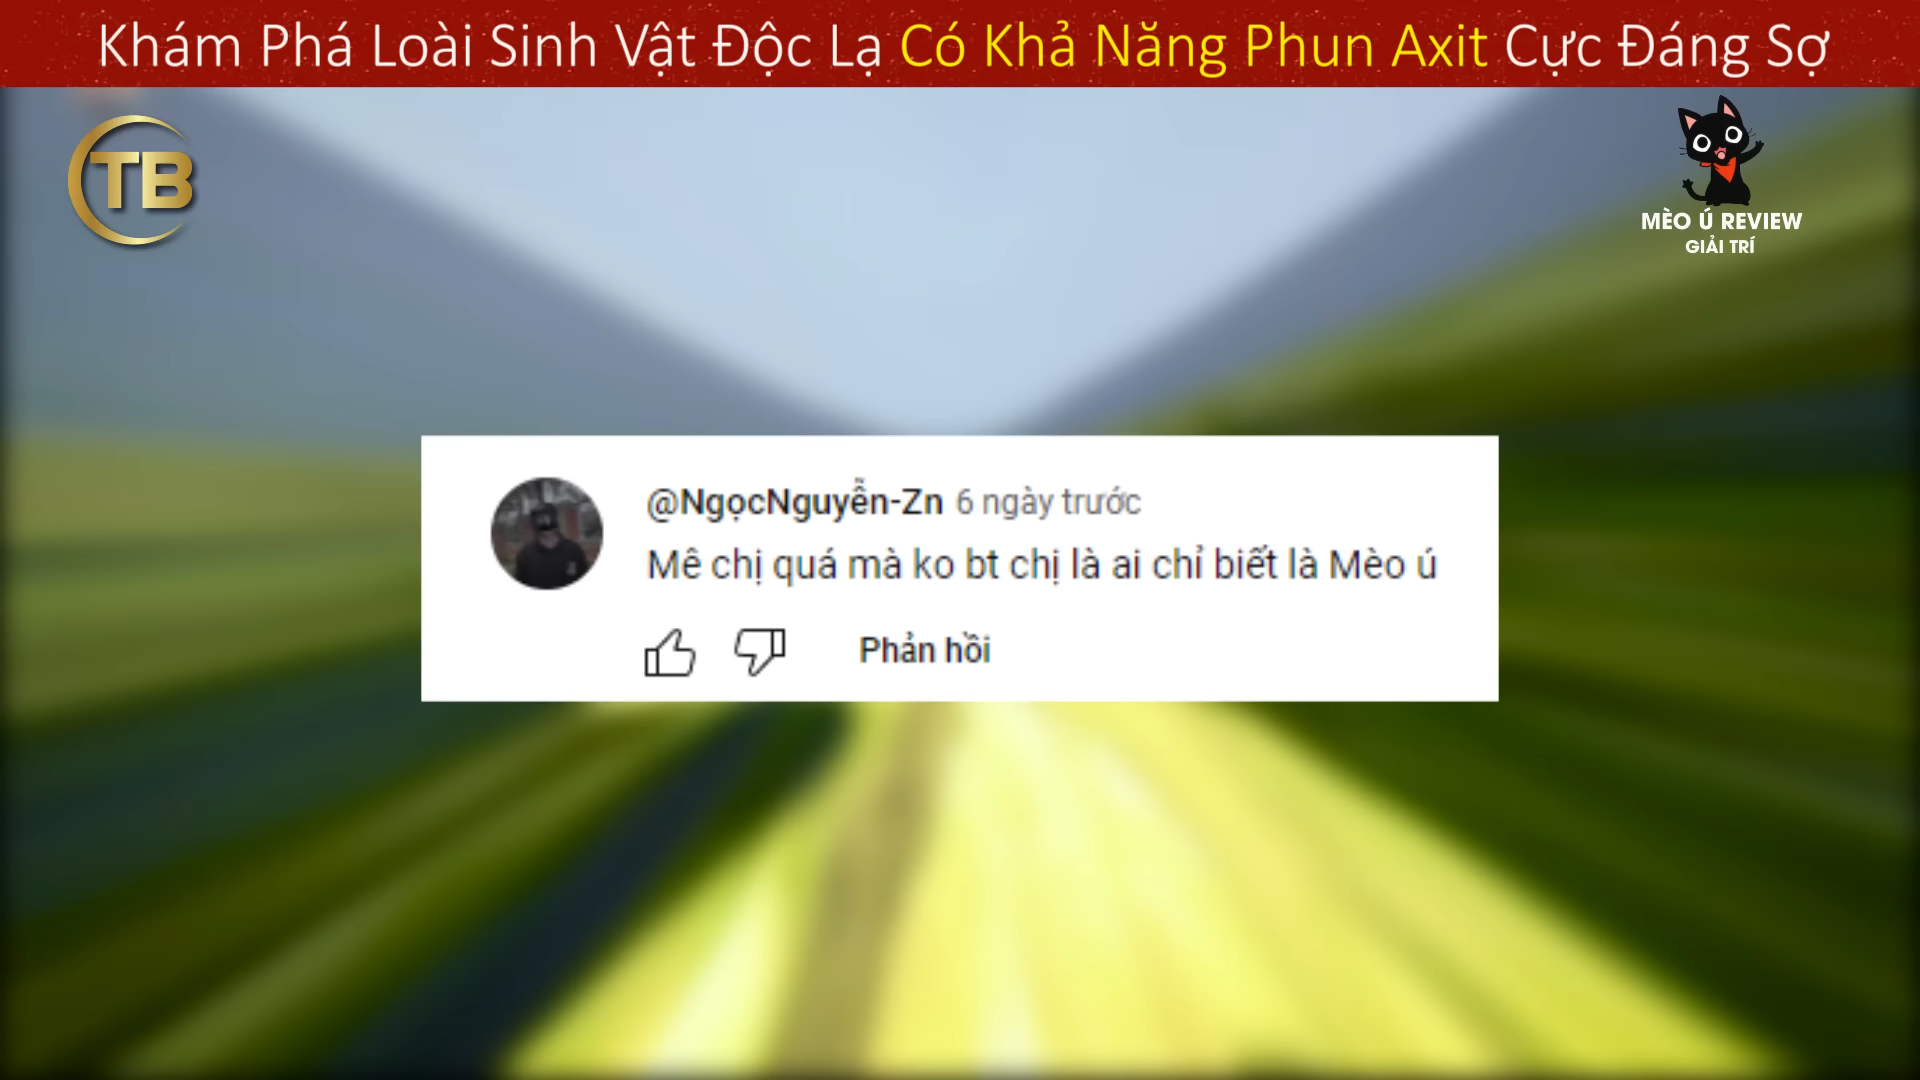 Khám Phá Loài Sinh Vật Độc Lạ Có Khả Năng Phun Axit Cực Đáng Sợ
TB
MÈO Ú REVIEW
GIẢI TRÍ
@NgọcNguyễn-Zn 6 ngày trước
Mê chị quá mà ko bt chị là ai chỉ biết là Mèo ú
Phản hồi